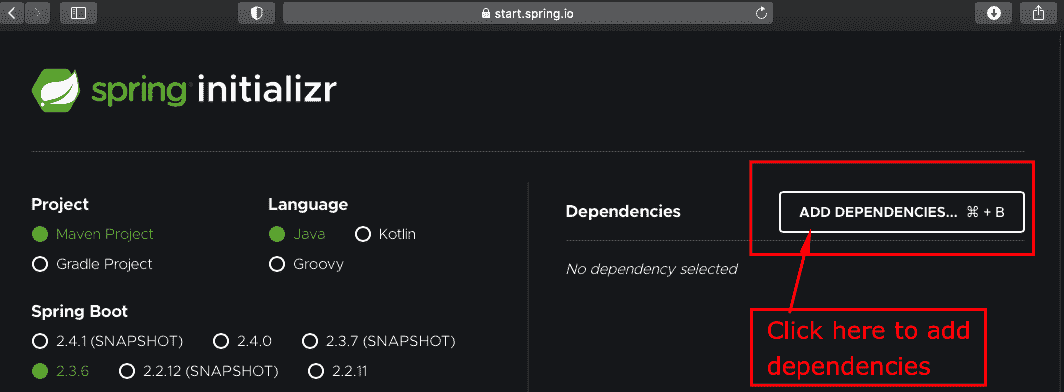 start.spring.io
spring initializr
Project
Maven Project
Gradle Project
Language
Java Kotlin
Groovy
Spring Boot
2.4.1 (SNAPSHOT) 2.4.0 2.3.7 (SNAPSHOT)
2.3.6 2.2.12 (SNAPSHOT) 2.2.11
Dependencies
ADD DEPENDENCIES... ⌘ + B
No dependency selected
Click here to add
dependencies